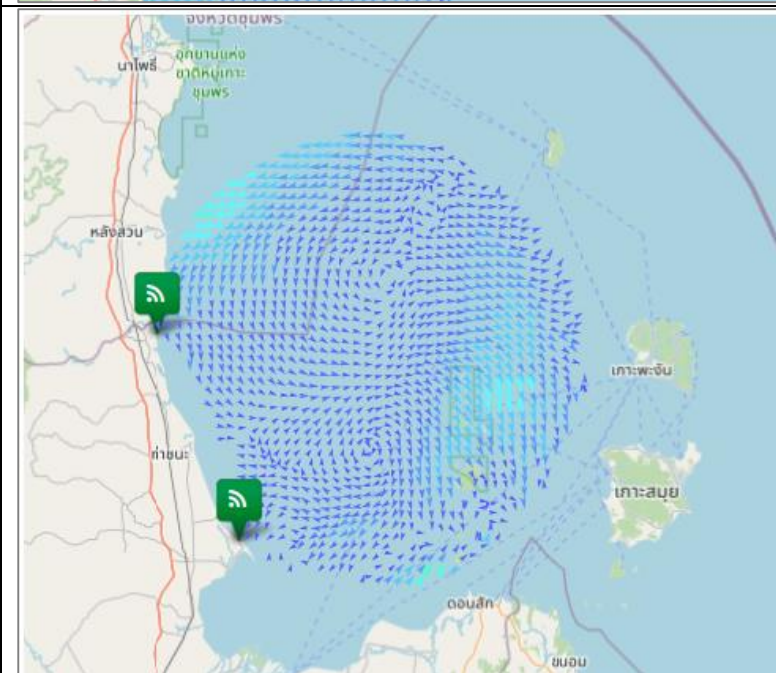 จังหวัดชุมพร
นาโพธิ์
อุทยานแห่ง
ชาติหมู่เกาะ
ชุมพร
หลังสวน
เกาะพะงัน
ท่าชนะ
เกาะสมุย
ดอนสัก
ขนอม